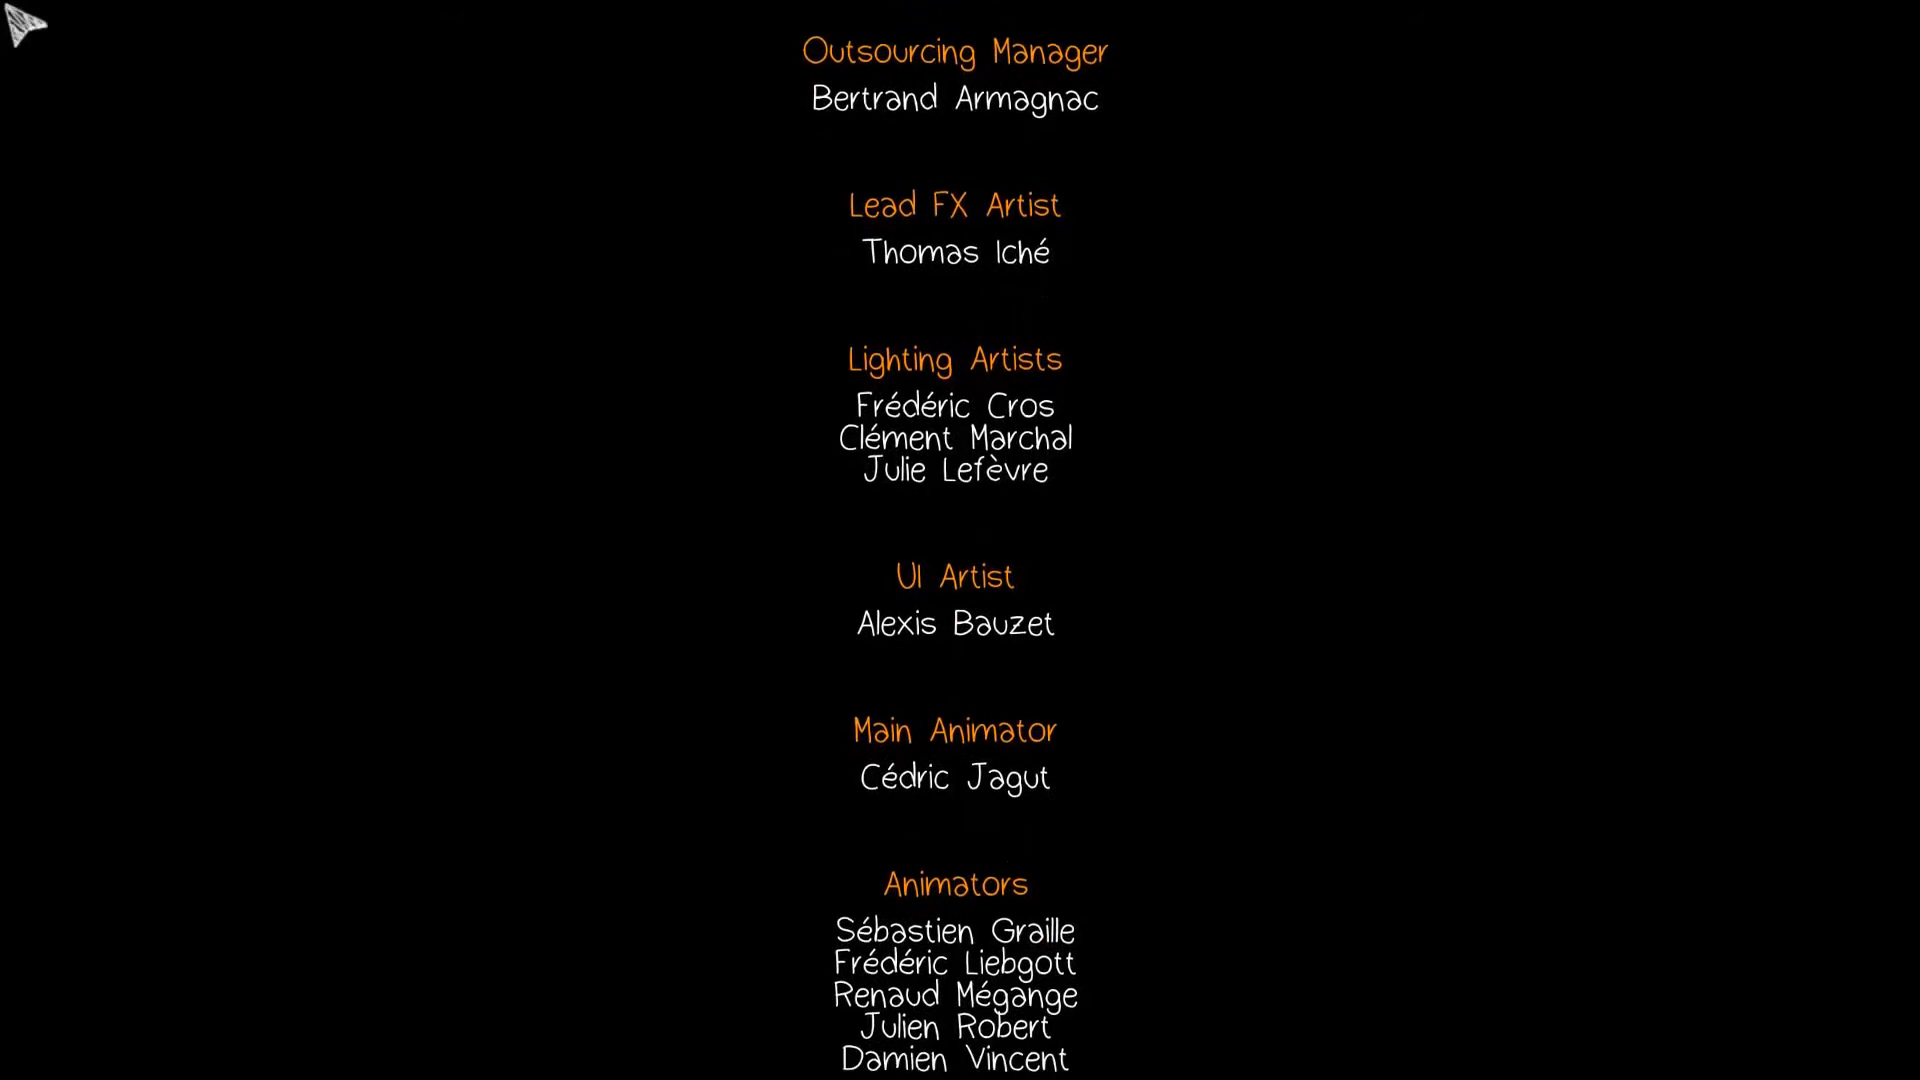 Outsourcing Manager
Bertrand Armagnac
Lead FX Artist
Thomas Iché
Lighting Artists
Frédéric Cros
Clément Marchal
Julie Lefèvre
UI Artist
Alexis Bauzet
Main Animator
Cédric Jagut
Animators
Sébastien Graille
Frédéric Liebgott
Renaud Mégange
Julien Robert
Damien Vincent